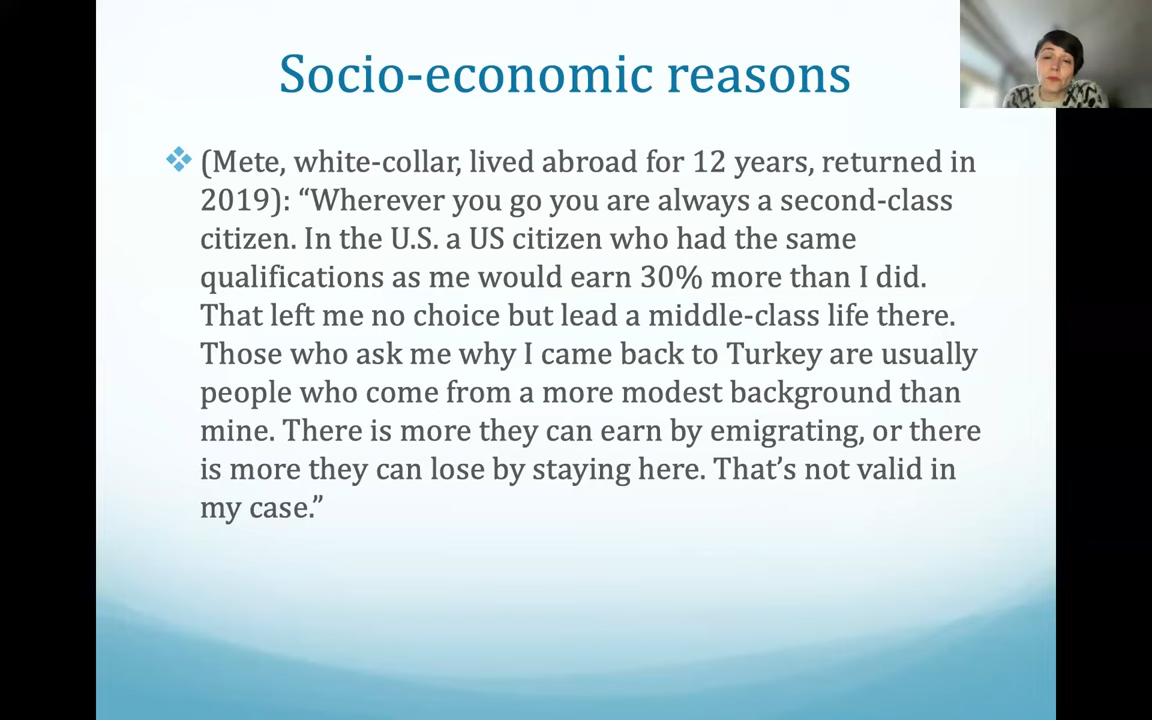 Socio-economic reasons
(Mete, white-collar, lived abroad for 12 years, returned in
2019): “Wherever you go you are always a second-class
citizen. In the U.S. a US citizen who had the same
qualifications as me would earn 30% more than I did.
That left me no choice but lead a middle-class life there.
Those who ask me why I came back to Turkey are usually
people who come from a more modest background than
mine. There is more they can earn by emigrating, or there
is more they can lose by staying here. That’s not valid in
my case.”